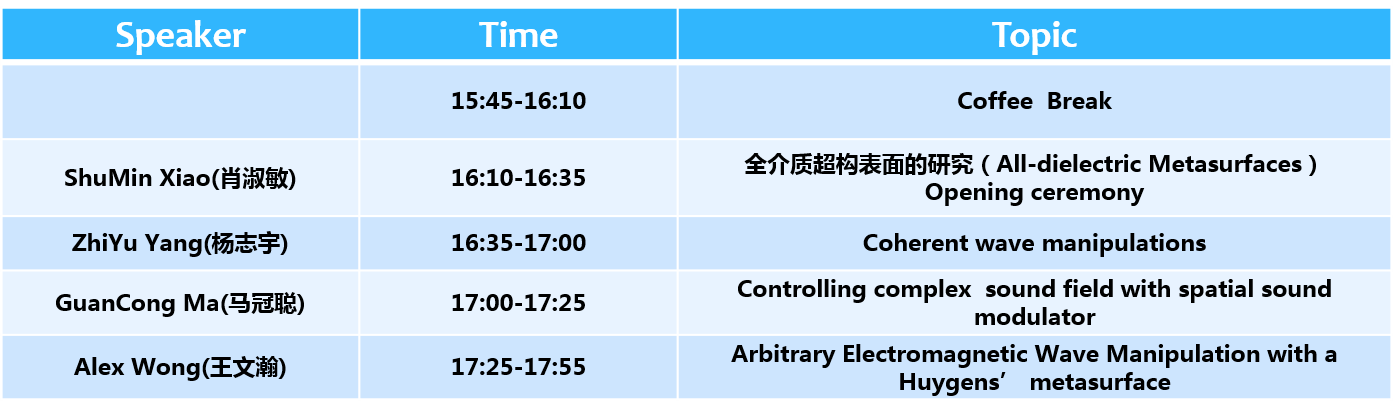 Speaker Time Topic
15:45-16:10 Coffee  Break
ShuMin Xiao(肖淑敏) 16:10-16:35 全介质超构表面的研究（All-dielectric Metasurfaces）
Opening ceremony
ZhiYu Yang(杨志宇) 16:35-17:00 Coherent wave manipulations
GuanCong Ma(马冠聪) 17:00-17:25 Controlling complex  sound field with spatial sound
modulator
Alex Wong(王文瀚) 17:25-17:55 Arbitrary Electromagnetic Wave Manipulation with a
Huygens’ metasurface